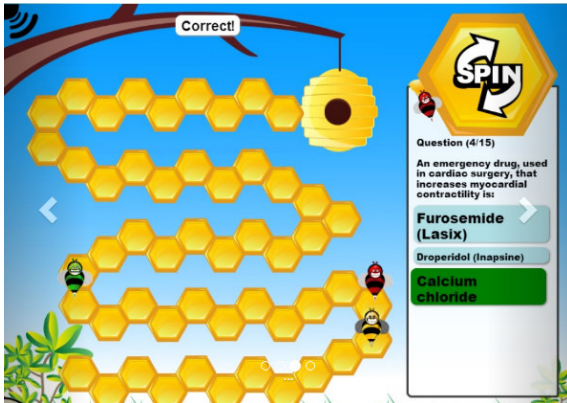 Correct!
SPIN
Question (4/15)
An emergency drug, used
in cardiac surgery, that
increases myocardial
contractility is:
Furosemide
(Lasix)
Droperidol (Inapsine)
Calcium
chloride